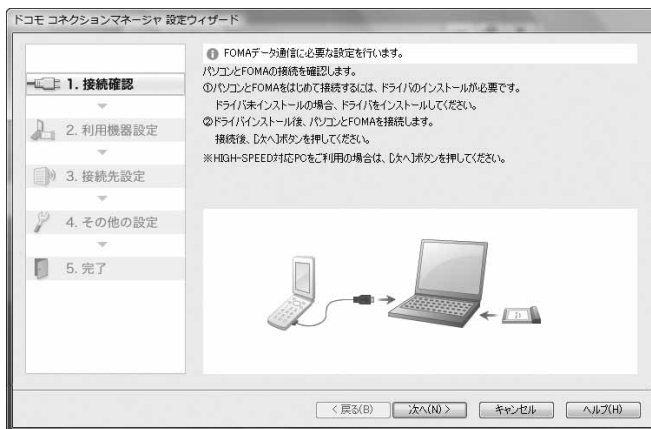 ドコモ コネクションマネージャ 設定ウィザード
1. 接続確認
2. 利用機器設定
3. 接続先設定
4. その他の設定
5. 完了
FOMAデータ通信に必要な設定を行います。
パソコンとFOMAの接続を確認します。
①パソコンとFOMAをはじめて接続するには、ドライバのインストールが必要です。
ドライバ未インストールの場合、ドライバをインストールしてください。
②ドライバインストール後、パソコンとFOMAを接続します。
接続後、[次へ]ボタンを押してください。
※HIGH-SPEED対応PCをご利用の場合は、[次へ]ボタンを押してください。
< 戻る(B)
次へ(N) >
キャンセル
ヘルプ(H)